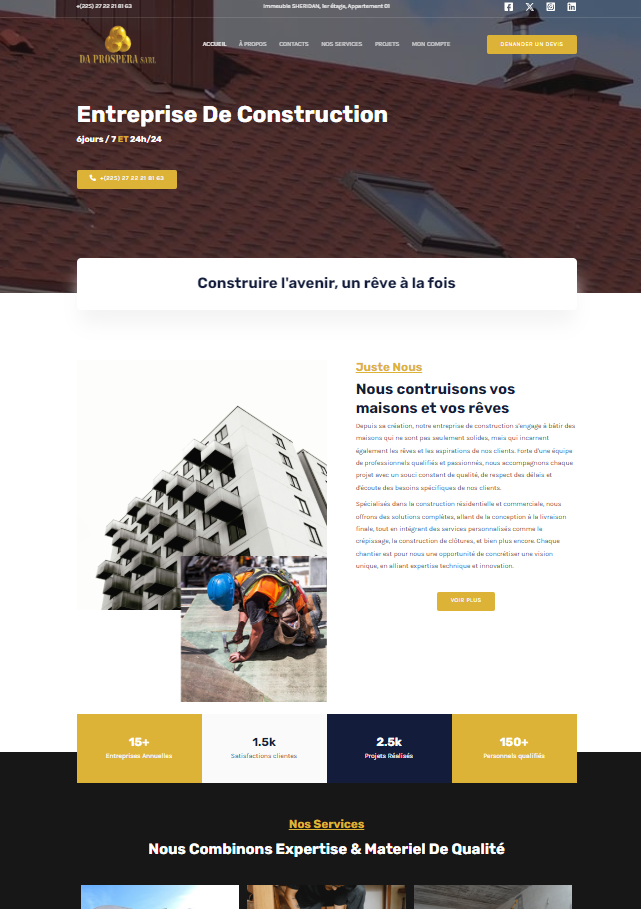 +(225) 27 22 21 81 63
Immeuble SHERIDAN, 1er étage, Appartement 01
DA PROSPERA SARL
ACCUEIL À PROPOS CONTACTS NOS SERVICES PROJETS MON COMPTE
DEMANDER UN DEVIS
Entreprise De Construction
6jours / 7 ET 24h/24
+(225) 27 22 21 81 63
Construire l'avenir, un rêve à la fois
Juste Nous
Nous contruisons vos
maisons et vos rêves
Depuis sa création, notre entreprise de construction s'engage à bâtir des
maisons qui ne sont pas seulement solides, mais qui incarnent
également les rêves et les aspirations de nos clients. Forte d'une équipe
de professionnels qualifiés et passionnés, nous accompagnons chaque
projet avec un souci constant de qualité, de respect des délais et
d'écoute des besoins spécifiques de nos clients.
Spécialisés dans la construction résidentielle et commerciale, nous
offrons des solutions complètes, allant de la conception à la livraison
finale, tout en intégrant des services personnalisés comme le
crépissage, la construction de clôtures, et bien plus encore. Chaque
chantier est pour nous une opportunité de concrétiser une vision
unique, en alliant expertise technique et innovation.
VOIR PLUS
15+
Entreprises Annuelles
1.5k
Satisfactions clientes
2.5k
Projets Réalisés
150+
Personnels qualifiés
Nos Services
Nous Combinons Expertise & Materiel De Qualité